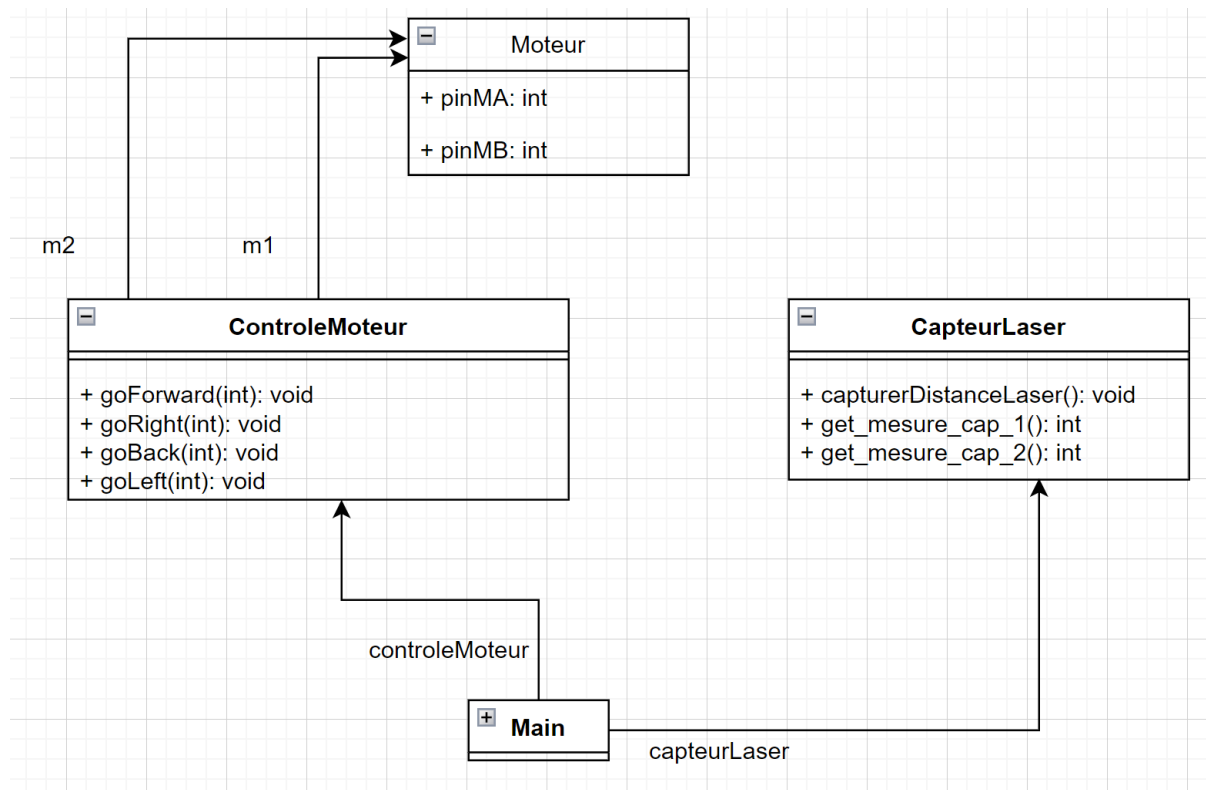 Moteur
+ pinMA: int
+ pinMB: int
m2
m1
ControleMoteur
+ goForward(int): void
+ goRight(int): void
+ goBack(int): void
+ goLeft(int): void
CapteurLaser
+ capturerDistanceLaser(): void
+ get_mesure_cap_1(): int
+ get_mesure_cap_2(): int
controleMoteur
Main
capteurLaser